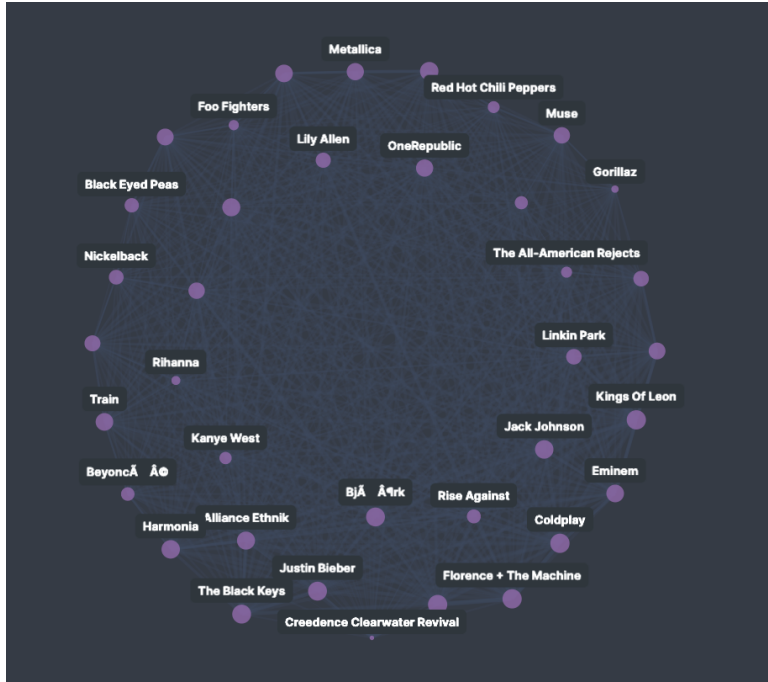 Metallica
Red Hot Chili Peppers
Foo Fighters
Muse
Lily Allen
OneRepublic
Gorillaz
Black Eyed Peas
The All-American Rejects
Nickelback
Linkin Park
Rihanna
Kings Of Leon
Train
Jack Johnson
Kanye West
Eminem
BeyoncÃ Â©
BjÃ Â¶rk
Rise Against
Alliance Ethnik
Coldplay
Harmonia
Justin Bieber
Florence + The Machine
The Black Keys
Creedence Clearwater Revival